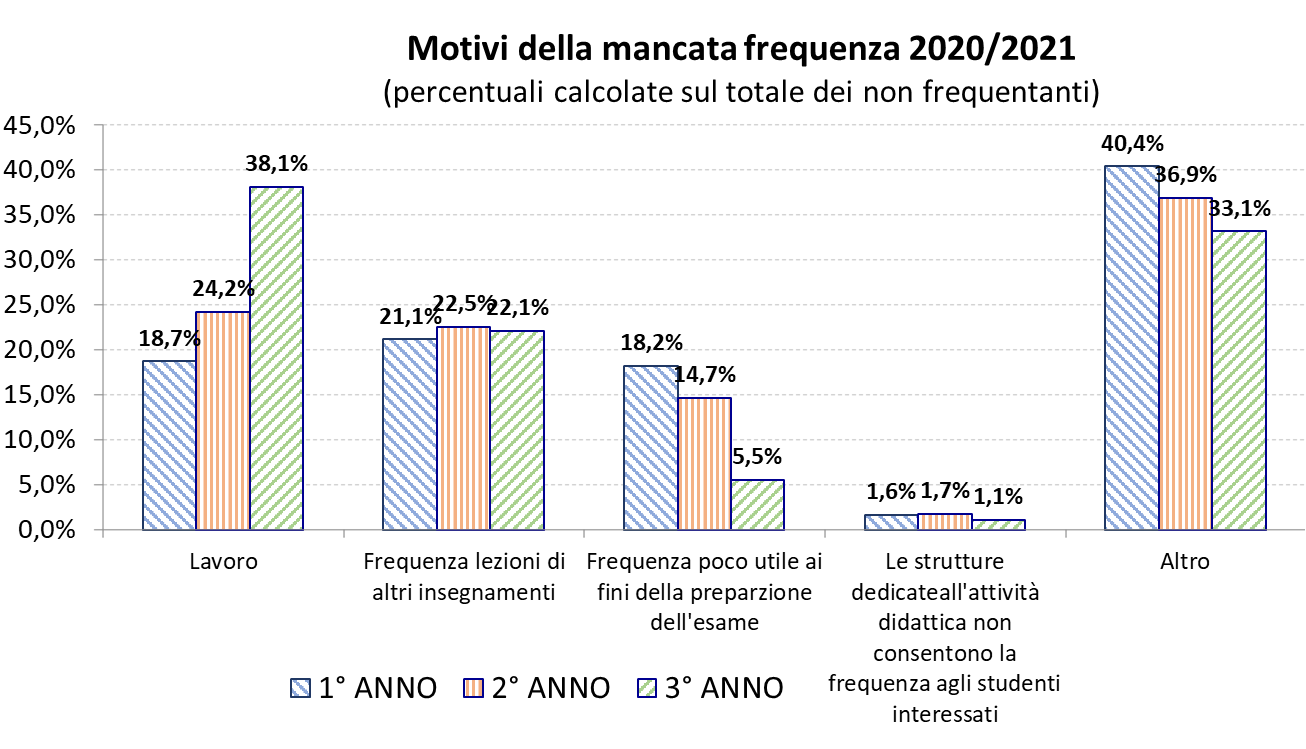 Motivi della mancata frequenza 2020/2021
(percentuali calcolate sul totale dei non frequentanti)
45,0%
40,0%
35,0%
30,0%
25,0%
20,0%
15,0%
10,0%
5,0%
0,0%
18,7%
24,2%
38,1%
21,1%
22,5%
22,1%
18,2%
14,7%
5,5%
1,6%
1,7%
1,1%
40,4%
36,9%
33,1%
Lavoro
Frequenza lezioni di
altri insegnamenti
Frequenza poco utile ai
fini della preparzione
dell'esame
Le strutture
dedicateall'attività
didattica non
consentono la
frequenza agli studenti
interessati
Altro
1° ANNO
2° ANNO
3° ANNO